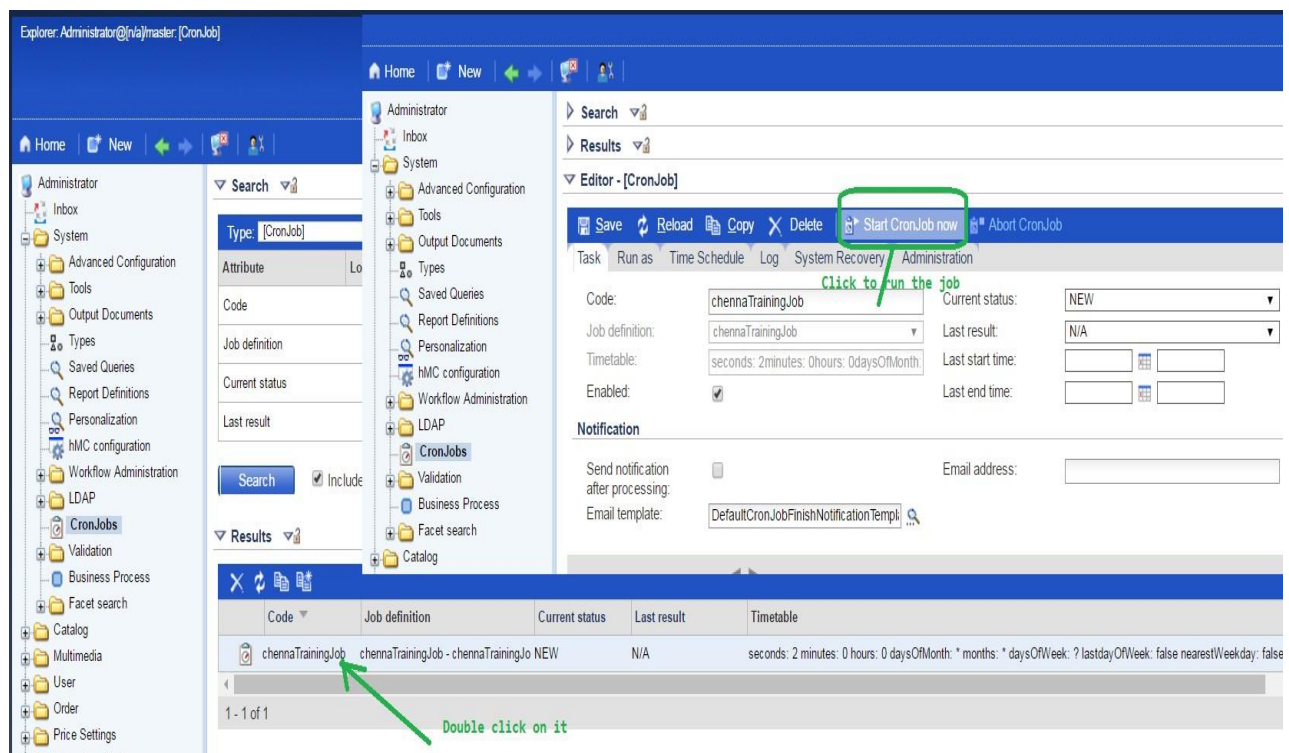 Explorer: Administrator@[n/a]/master: [CronJob]
Home New
Administrator
Inbox
System
Advanced Configuration
Tools
Output Documents
Types
Saved Queries
Report Definitions
Personalization
hMC configuration
Workflow Administration
LDAP
CronJobs
Validation
Business Process
Facet search
Catalog
Multimedia
User
Order
Price Settings
Search
Type: [CronJob]
Attribute Lo
Code
Job definition
Current status
Last result
Search Include
Results
Home New
Administrator
Inbox
System
Advanced Configuration
Tools
Output Documents
Types
Saved Queries
Report Definitions
Personalization
hMC configuration
Workflow Administration
LDAP
CronJobs
Validation
Business Process
Facet search
Catalog
Search
Results
Editor - [CronJob]
Save Reload Copy Delete Start CronJob now Abort CronJob
Task Run as Time Schedule Log System Recovery Administration
Click to run the job
Code: chennaTrainingJob Current status: NEW
Job definition: chennaTrainingJob Last result: N/A
Timetable: seconds: 2minutes: 0hours: 0daysOfMonth: Last start time:
Enabled: Last end time:
Notification
Send notification
after processing:
Email address:
Email template: DefaultCronJobFinishNotificationTempl
Code Job definition Current status Last result Timetable
chennaTrainingJob chennaTrainingJob - chennaTrainingJo NEW N/A seconds: 2 minutes: 0 hours: 0 daysOfMonth: * months: * daysOfWeek: ? lastdayOfWeek: false nearestWeekday: false
1 - 1 of 1
Double click on it